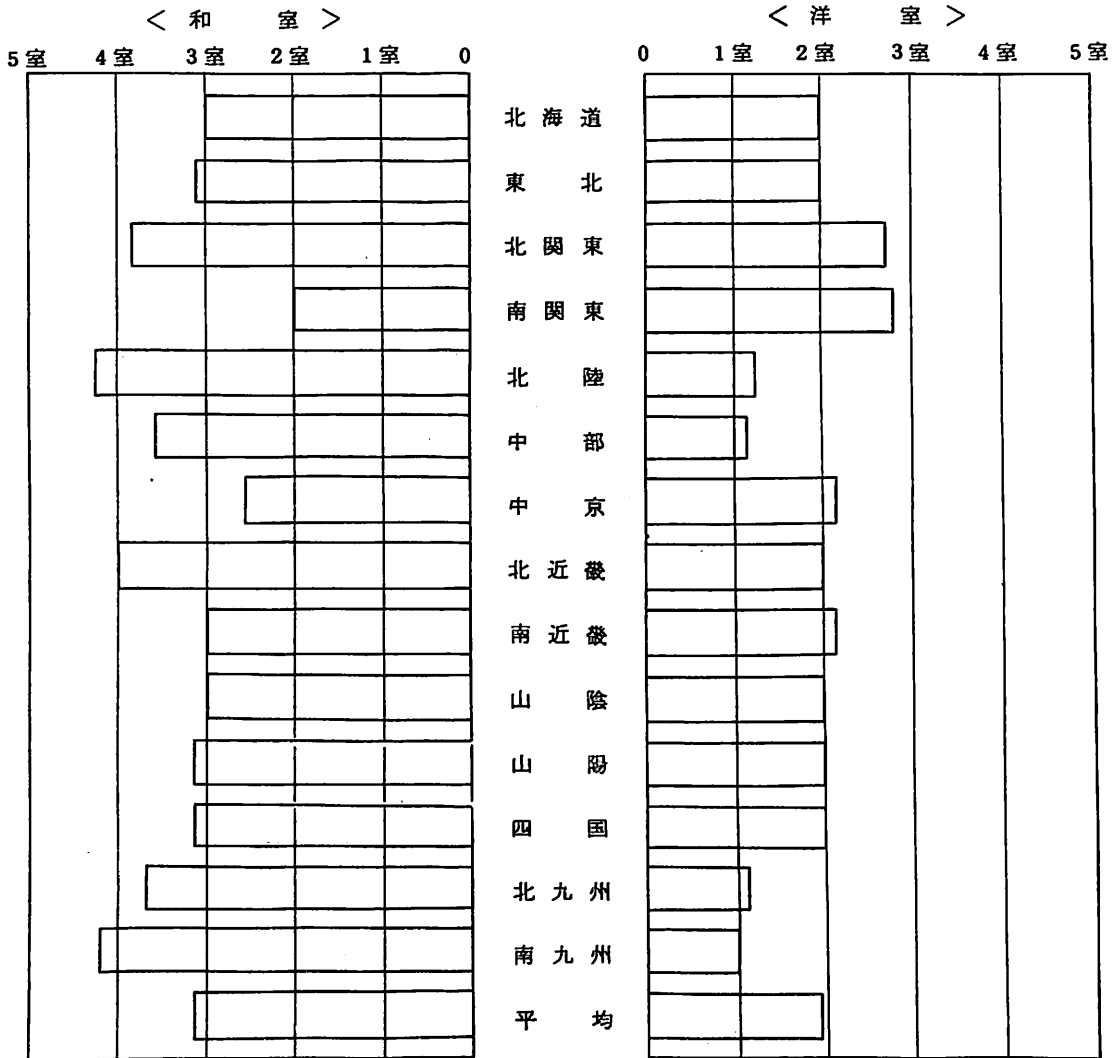 ＜ 和 室 ＞ ＜ 洋 室 ＞
5室 4室 3室 2室 1室 0 0 1室 2室 3室 4室 5室
北海道
東北
北関東
南関東
北陸
中部
中京
北近畿
南近畿
山陰
山陽
四国
北九州
南九州
平均